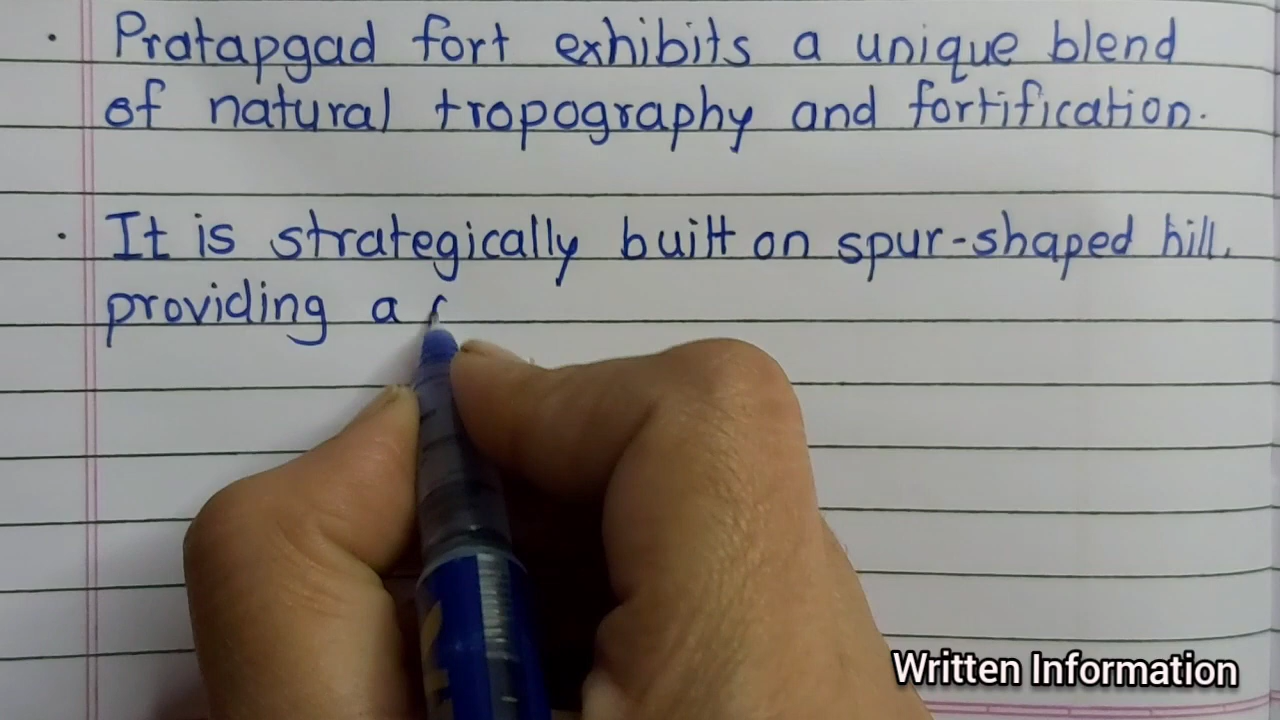 · Pratapgad fort exhibits a unique blend
of natural tropography and fortification.
· It is strategically built on spur-shaped hill,
providing a
Written Information